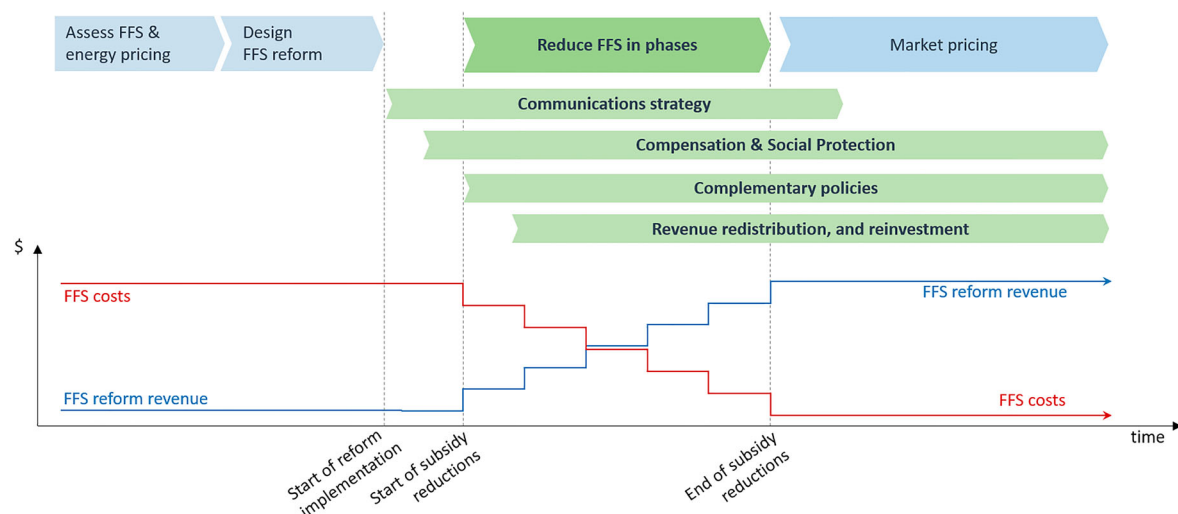 Assess FFS &
energy pricing
Design
FFS reform
Reduce FFS in phases
Market pricing
Communications strategy
Compensation & Social Protection
Complementary policies
Revenue redistribution, and reinvestment
$
FFS costs
FFS reform revenue
FFS reform revenue
FFS costs
time
Start of reform
implementation
Start of subsidy
reductions
End of subsidy
reductions